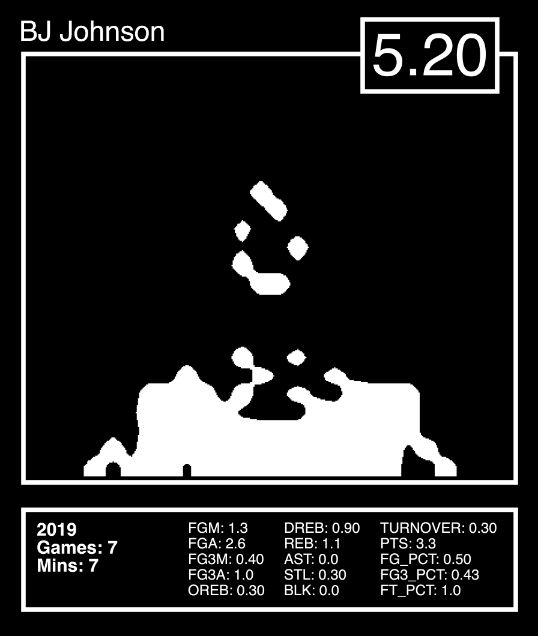 BJ Johnson
5.20
2019
Games: 7
Mins: 7
FGM: 1.3
FGA: 2.6
FG3M: 0.40
FG3A: 1.0
OREB: 0.30
DREB: 0.90
REB: 1.1
AST: 0.0
STL: 0.30
BLK: 0.0
TURNOVER: 0.30
PTS: 3.3
FG_PCT: 0.50
FG3_PCT: 0.43
FT_PCT: 1.0